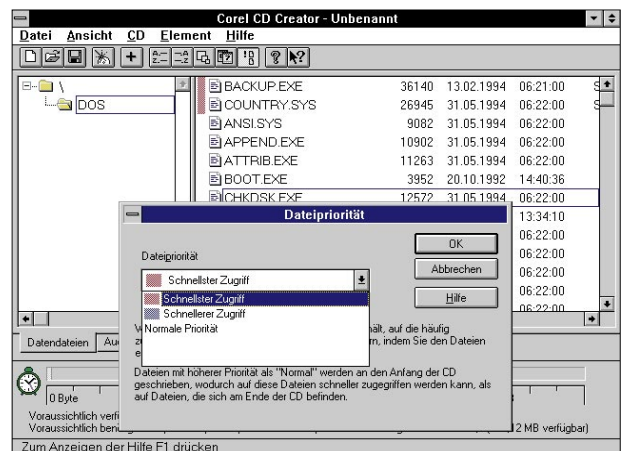 Corel CD Creator - Unbenannt
Datei Ansicht CD Element Hilfe
\
DOS
BACKUP.EXE 36140 13.02.1994 06:21:00 S
COUNTRY.SYS 26945 31.05.1994 06:22:00 S
ANSI.SYS 9082 31.05.1994 06:22:00
APPEND.EXE 10902 31.05.1994 06:22:00
ATTRIB.EXE 11263 31.05.1994 06:22:00
BOOT.EXE 3952 20.10.1992 14:40:36
CHKDSK.EXE 12572 31.05.1994 06:22:00
13:34:10
06:22:00
06:22:00
06:22:00
06:22:00
06:22:00
Dateipriorität
Dateipriorität
Schnellster Zugriff
Schnellster Zugriff
Schnellerer Zugriff
Normale Priorität
OK
Abbrechen
Hilfe
hält, auf die häufig
rn, indem Sie den Dateien
Dateien mit höherer Priorität als "Normal" werden an den Anfang der CD
geschrieben, wodurch auf diese Dateien schneller zugegriffen werden kann, als
auf Dateien, die sich am Ende der CD befinden.
Datendateien Au
0 Byte
Voraussichtlich verfü
Voraussichtlich benö
2 MB verfügbar)
Zum Anzeigen der Hilfe F1 drücken